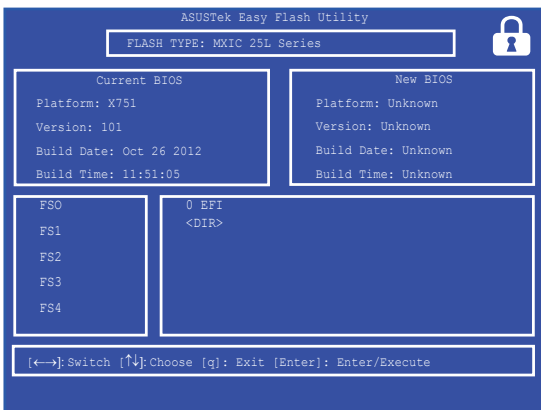 ASUSTek Easy Flash Utility
FLASH TYPE: MXIC 25L Series
Current BIOS
Platform: X751
Version: 101
Build Date: Oct 26 2012
Build Time: 11:51:05
New BIOS
Platform: Unknown
Version: Unknown
Build Date: Unknown
Build Time: Unknown
FSO
FS1
FS2
FS3
FS4
0 EFI
<DIR>
[←→]: Switch [↑↓]: Choose [q]: Exit [Enter]: Enter/Execute